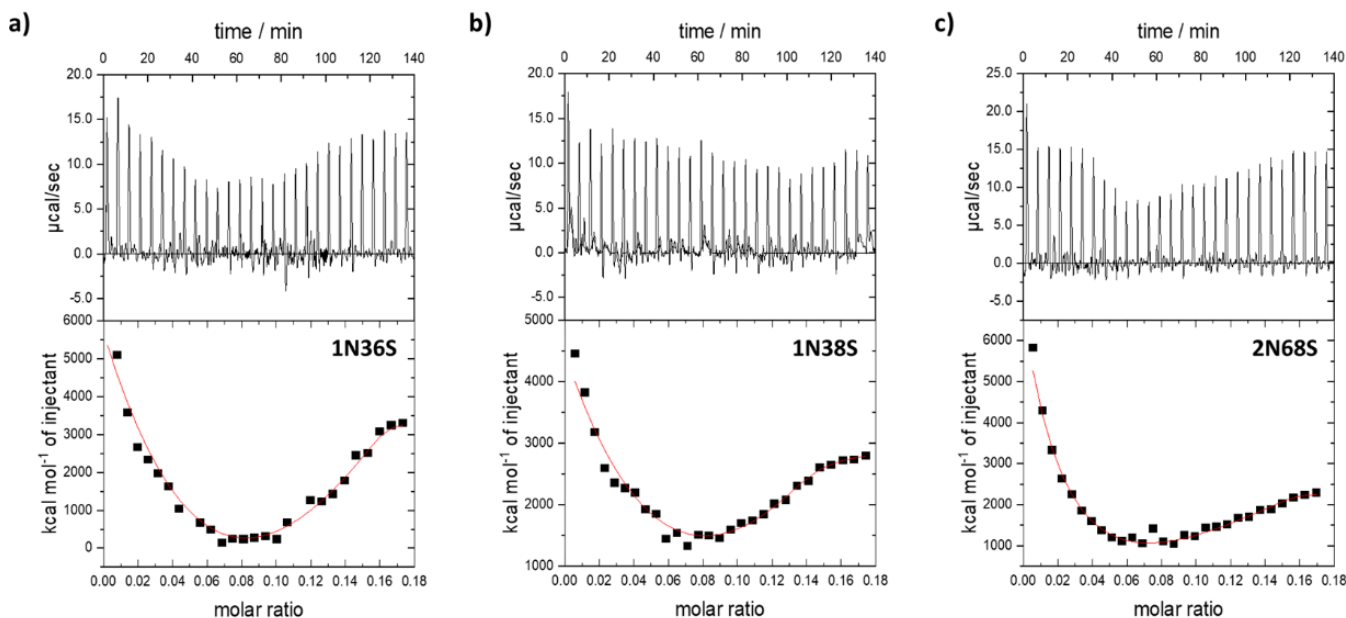 a)
time / min
0 20 40 60 80 100 120 140
20.0
15.0
10.0
5.0
0.0
-5.0
µcal/sec
6000
5000
4000
3000
2000
1000
0
kcal mol-1 of injectant
1N36S
0.00 0.02 0.04 0.06 0.08 0.10 0.12 0.14 0.16 0.18
molar ratio
b)
time / min
0 20 40 60 80 100 120 140
20.0
15.0
10.0
5.0
0.0
-5.0
µcal/sec
5000
4000
3000
2000
1000
kcal mol-1 of injectant
1N38S
0.00 0.02 0.04 0.06 0.08 0.10 0.12 0.14 0.16 0.18
molar ratio
c)
time / min
0 20 40 60 80 100 120 140
25.0
20.0
15.0
10.0
5.0
0.0
-5.0
µcal/sec
6000
5000
4000
3000
2000
1000
kcal mol-1 of injectant
2N68S
0.00 0.02 0.04 0.06 0.08 0.10 0.12 0.14 0.16 0.18
molar ratio